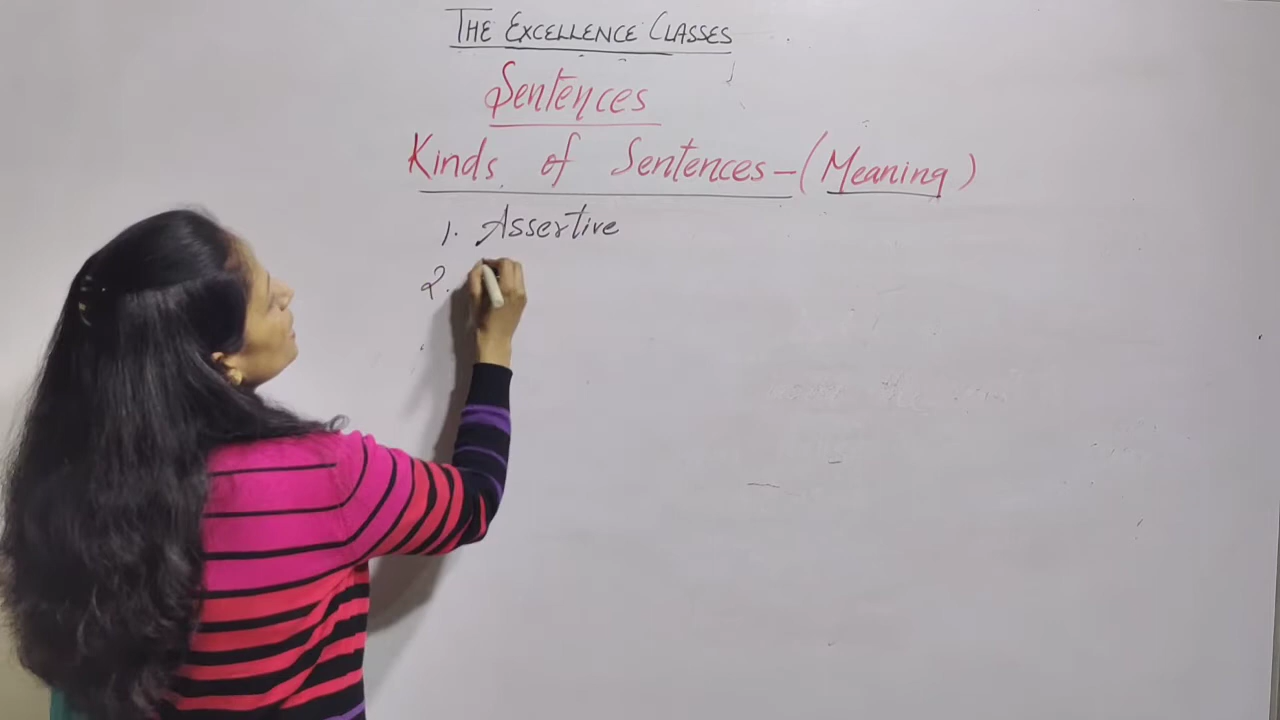 THE EXCELLENCE CLASSES
Sentences
Kinds of Sentences - (Meaning)
1. Assertive
2.